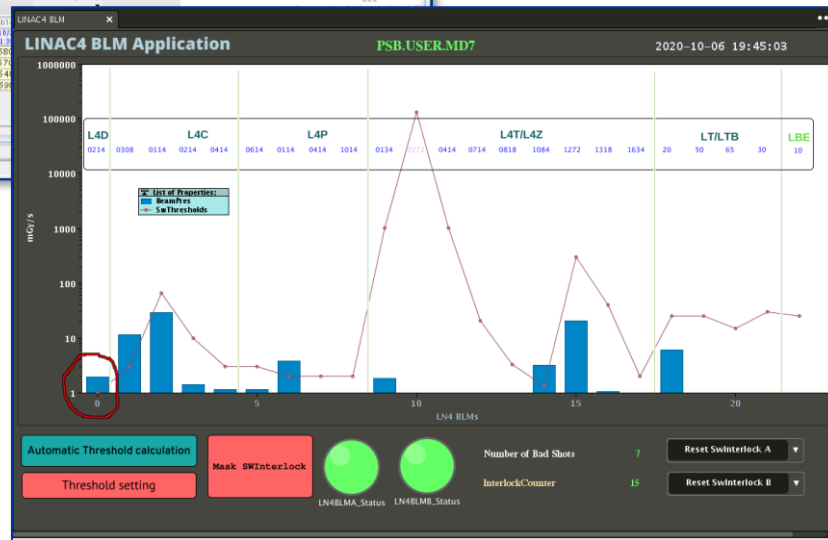 LINAC4 BLM ×
LINAC4 BLM Application PSB.USER.MD7 2020-10-06 19:45:03
1000000
100000
10000
1000
100
10
1
mGy/s
L4D L4C L4P L4T/L4Z LT/LTB LBE
0214 0308 0114 0214 0414 0614 0114 0414 1014 0134 0272 0414 0714 0818 1084 1272 1318 1634 20 50 65 30 10
List of Properties:
BeamPres
SwThresholds
0 5 10 15 20
LN4 BLMs
Automatic Threshold calculation
Threshold setting
Mask SWInterlock
LN4BLMA_Status
LN4BLMB_Status
Number of Bad Shots 7
InterlockCounter 15
Reset SwInterlock A
Reset SwInterlock B